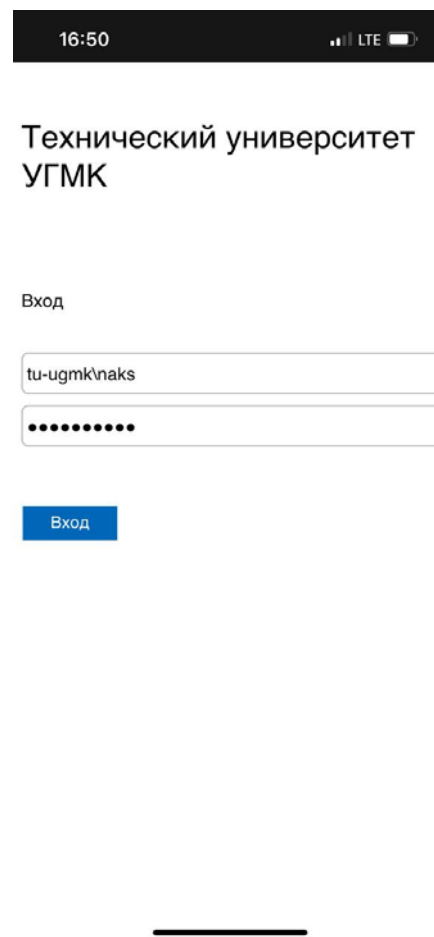 16:50 LTE
Технический университет
УГМК
Вход
tu-ugmk\naks
••••••••••
Вход